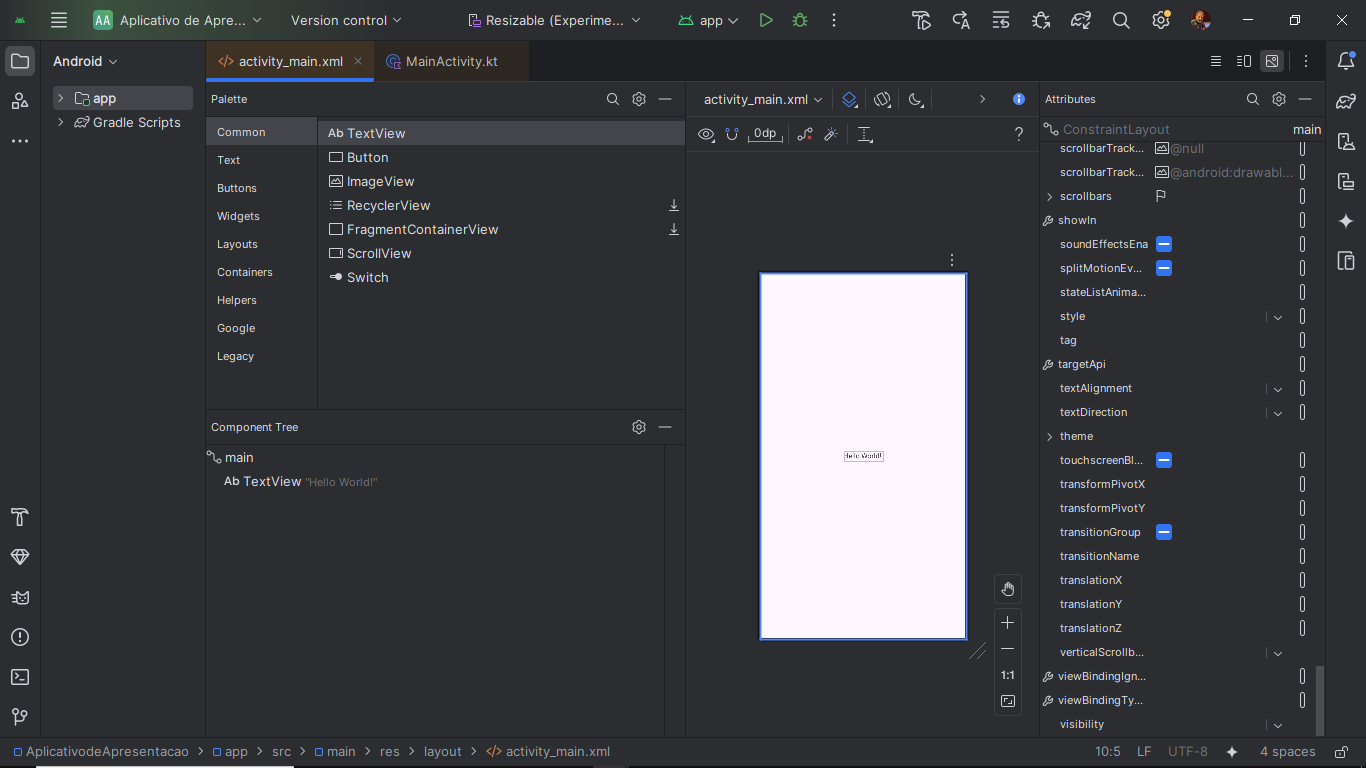 AA Aplicativo de Apre...
Version control
Resizable (Experime...
app
Android
app
Gradle Scripts
activity_main.xml
MainActivity.kt
Palette
Common
Text
Buttons
Widgets
Layouts
Containers
Helpers
Google
Legacy
Ab TextView
Button
ImageView
RecyclerView
FragmentContainerView
ScrollView
Switch
Component Tree
main
Ab TextView "Hello World!"
activity_main.xml
0dp
?
Hello World!
1:1
Attributes
ConstraintLayout main
scrollbarTrack... @null
scrollbarTrack... @android:drawabl...
scrollbars
showIn
soundEffectsEna
splitMotionEv...
stateListAnima...
style
tag
targetApi
textAlignment
textDirection
theme
touchscreenBl...
transformPivotX
transformPivotY
transitionGroup
transitionName
translationX
translationY
translationZ
verticalScrollb...
viewBindingIgn...
viewBindingTy...
visibility
AplicativodeApresentacao > app > src > main > res > layout > activity_main.xml
10:5 LF UTF-8 4 spaces